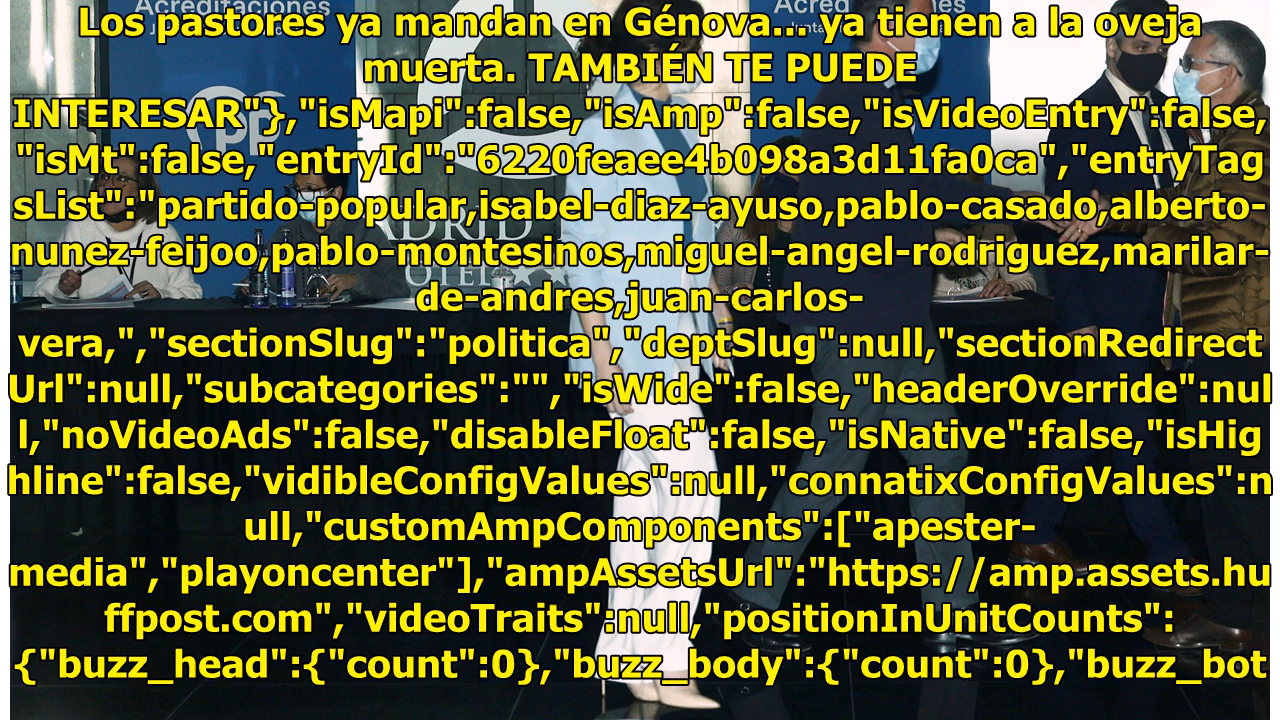 Acreditaciones
Los pastores ya mandan en Génova... ya tienen a la oveja
muerta. TAMBIÉN TE PUEDE
INTERESAR"},"isMapi":false,"isAmp":false,"isVideoEntry":false,
"isMt":false,"entryId":"6220feaee4b098a3d11fa0ca","entryTag
sList":"partido-popular,isabel-diaz-ayuso,pablo-casado,alberto-
nunez-feijoo,pablo-montesinos,miguel-angel-rodriguez,marilar-
de-andres,juan-carlos-
vera,","sectionSlug":"politica","deptSlug":null,"sectionRedirect
Url":null,"subcategories":"","isWide":false,"headerOverride":nul
l,"noVideoAds":false,"disableFloat":false,"isNative":false,"isHig
hline":false,"vidibleConfigValues":null,"connatixConfigValues":n
ull,"customAmpComponents":["apester-
media","playoncenter"],"ampAssetsUrl":"https://amp.assets.hu
ffpost.com","videoTraits":null,"positionInUnitCounts":
{"buzz_head":{"count":0},"buzz_body":{"count":0},"buzz_bot